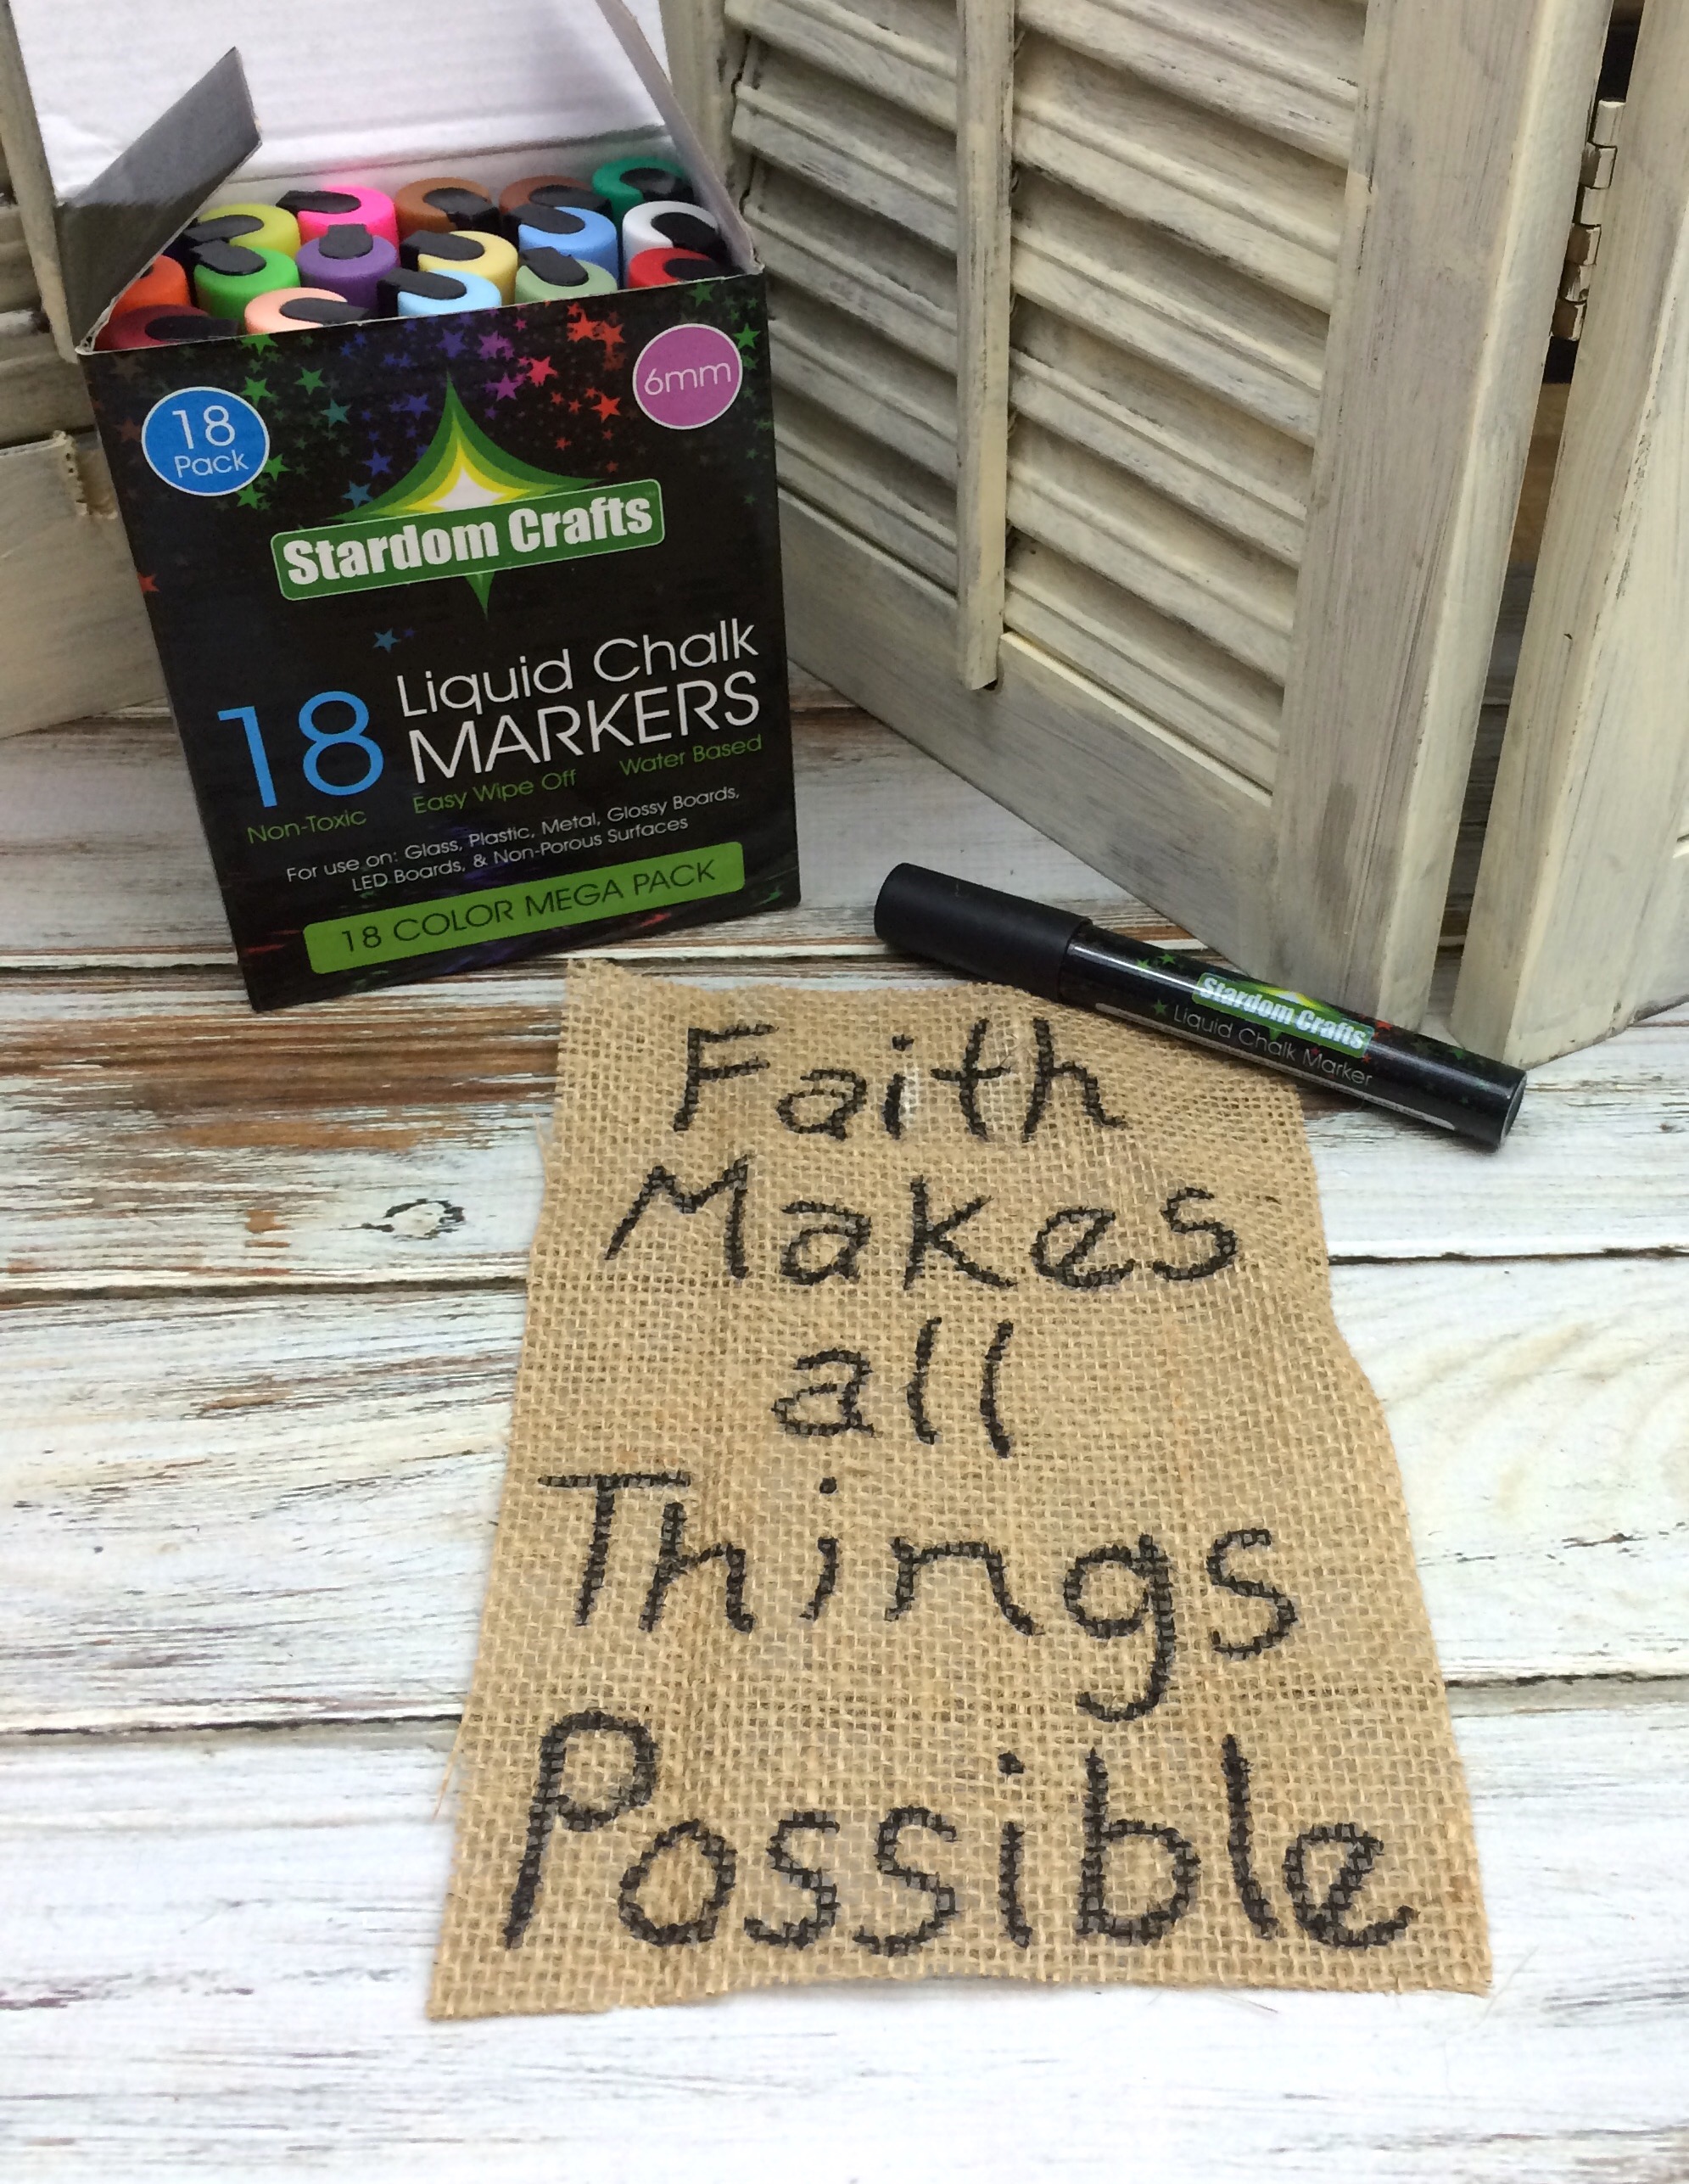 18
Pack
6mm
Stardom Crafts
18
Liquid Chalk
MARKERS
Non-Toxic Easy Wipe Off Water Based
For use on: Glass, Plastic, Metal, Glossy Boards,
LED Boards, & Non-Porous Surfaces
18 COLOR MEGA PACK
Stardom Crafts
Liquid Chalk Marker
Faith
Makes
all
Things
Possible